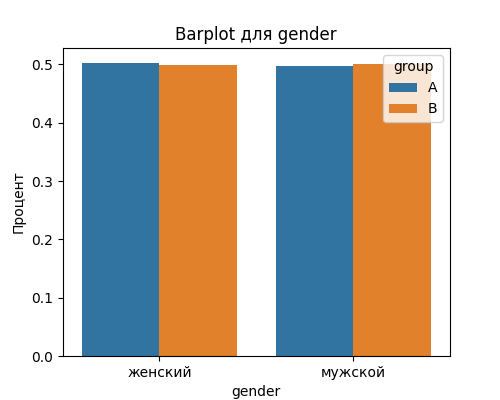 Barplot для gender
group
A
B
0.5
0.4
0.3
0.2
0.1
0.0
Процент
женский
мужской
gender